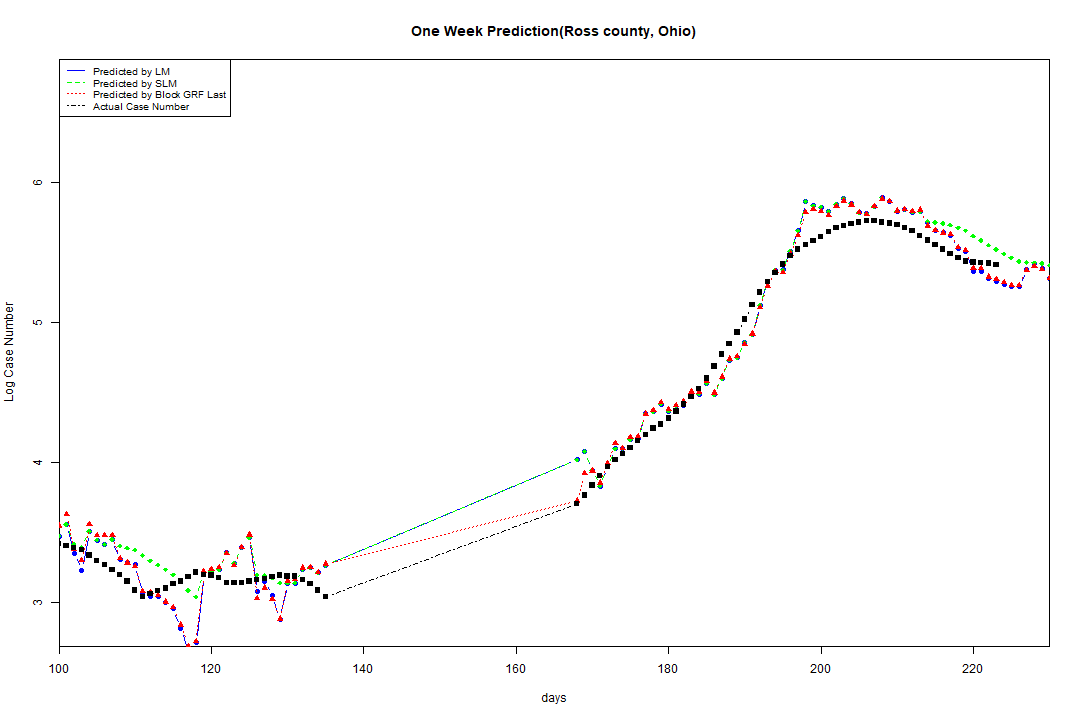 One Week Prediction(Ross county, Ohio)
Predicted by LM
Predicted by SLM
Predicted by Block GRF Last
Actual Case Number
6
5
4
3
Log Case Number
100 120 140 160 180 200 220
days